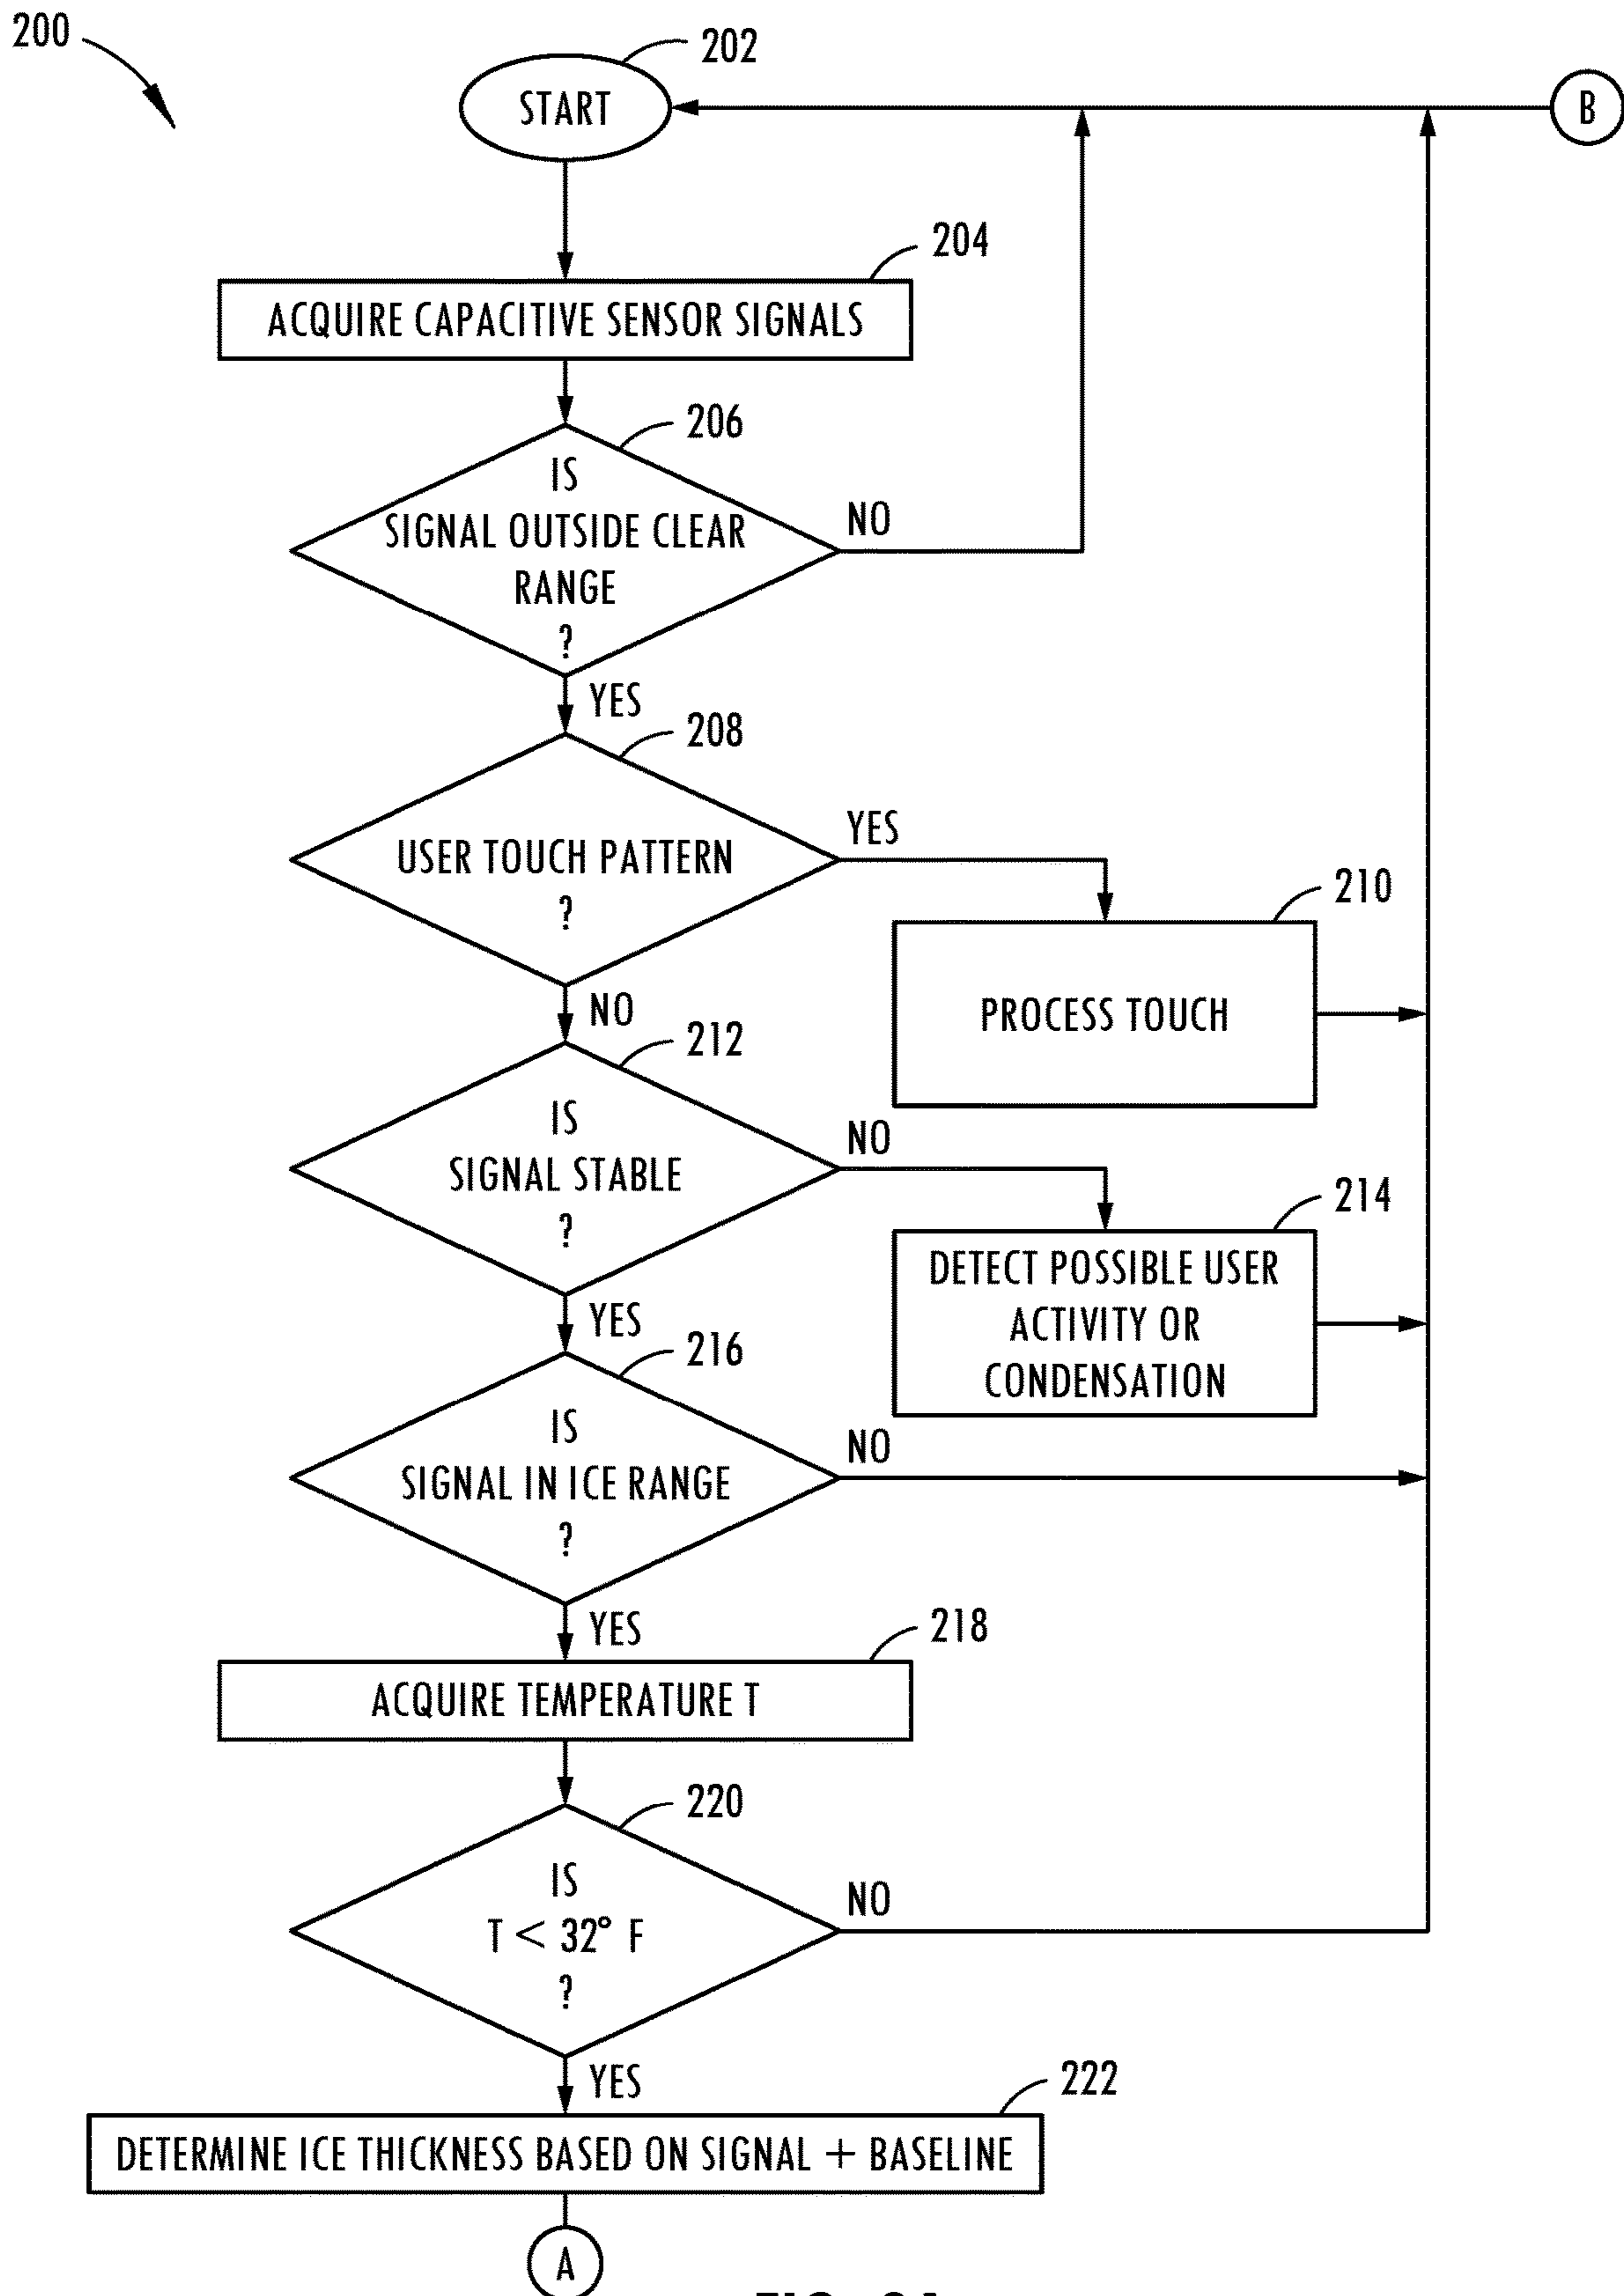 200
202
START
B
204
ACQUIRE CAPACITIVE SENSOR SIGNALS
206
IS
SIGNAL OUTSIDE CLEAR
RANGE
?
NO
YES
208
USER TOUCH PATTERN
?
YES
210
PROCESS TOUCH
NO
212
IS
SIGNAL STABLE
?
NO
214
DETECT POSSIBLE USER
ACTIVITY OR
CONDENSATION
YES
216
IS
SIGNAL IN ICE RANGE
?
NO
YES
218
ACQUIRE TEMPERATURE T
220
IS
T < 32° F
?
NO
YES
222
DETERMINE ICE THICKNESS BASED ON SIGNAL + BASELINE
A